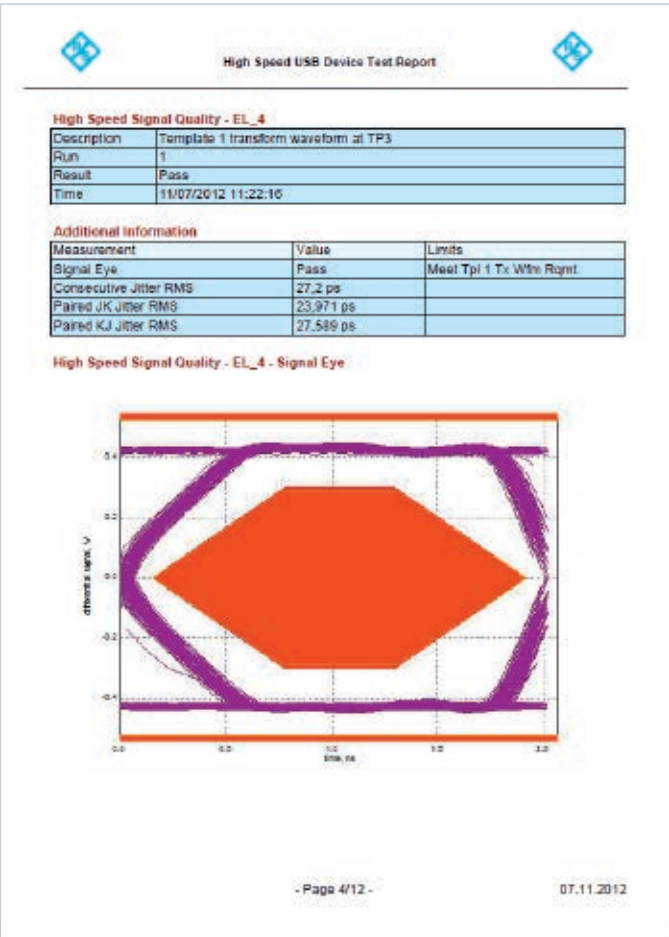 High Speed USB Device Test Report
High Speed Signal Quality - EL_4
Description Template 1 transform waveform at TP3
Run 1
Result Pass
Time 11/07/2012 11:22:16
Additional Information
Measurement Value Limits
Signal Eye Pass Meet Tpl 1 Tx Wfm Rqmt
Consecutive Jitter RMS 27,2 ps
Paired JK Jitter RMS 23,971 ps
Paired KJ Jitter RMS 27,589 ps
High Speed Signal Quality - EL_4 - Signal Eye
0.4
0.2
0.0
-0.2
-0.4
differential signal, V
0.0 0.5 1.0 1.5 2.0
time, ns
- Page 4/12 -
07.11.2012